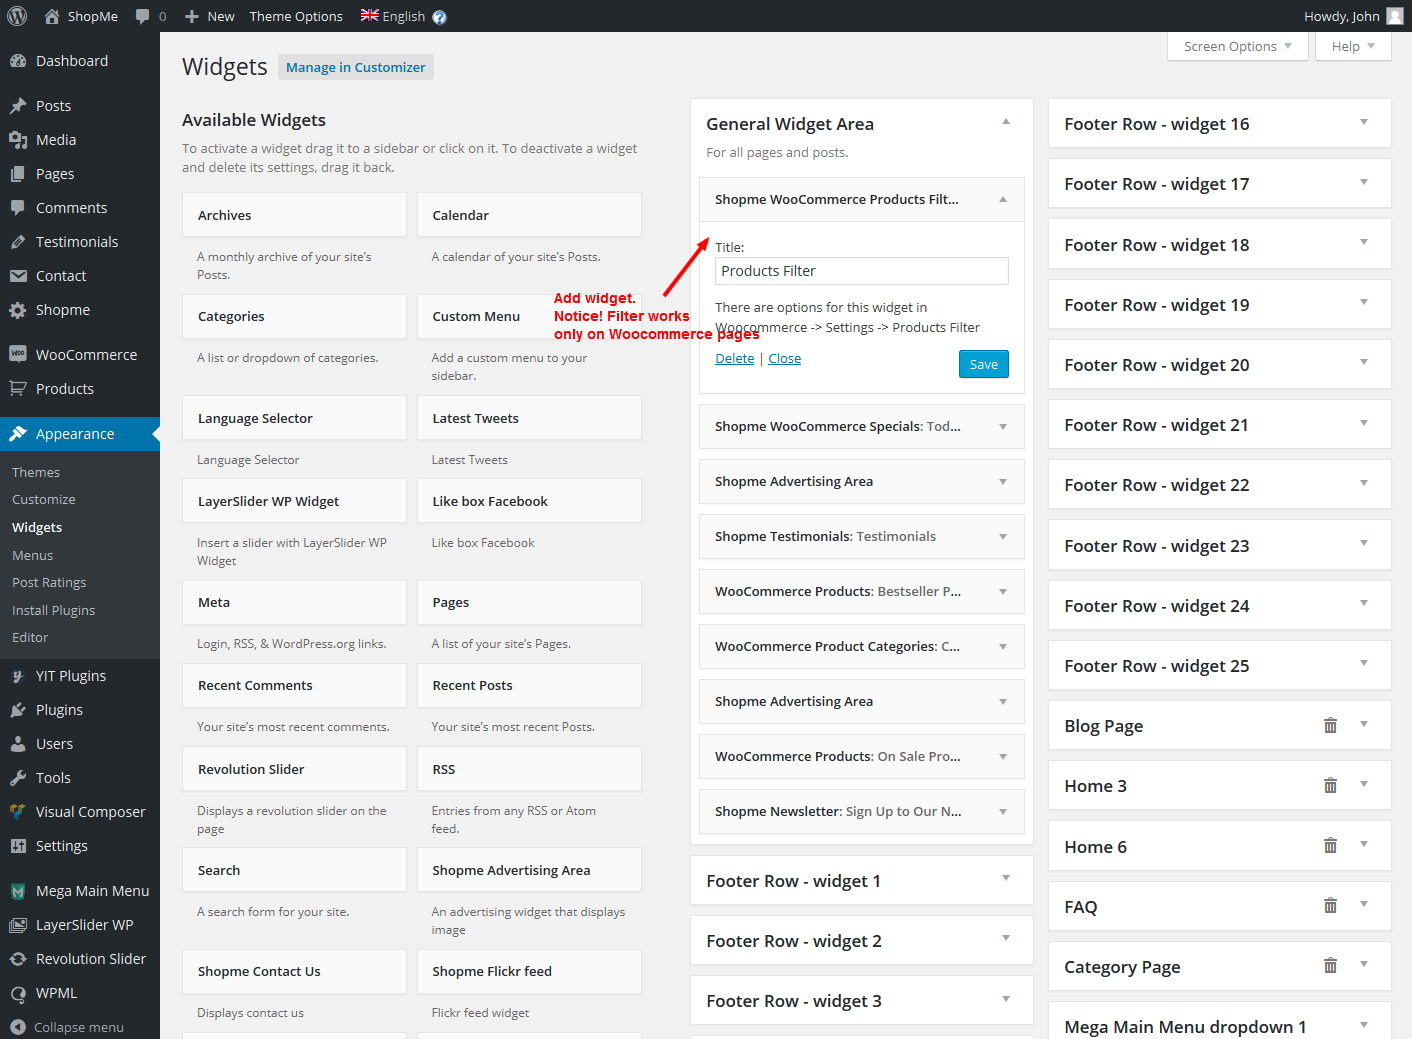 ShopMe
0
New
Theme Options
English
Howdy, John
Dashboard
Posts
Media
Pages
Comments
Testimonials
Contact
Shopme
WooCommerce
Products
Appearance
Themes
Customize
Widgets
Menus
Post Ratings
Install Plugins
Editor
YIT Plugins
Plugins
Users
Tools
Visual Composer
Settings
Mega Main Menu
LayerSlider WP
Revolution Slider
WPML
Collapse menu
Screen Options
Help
Widgets
Manage in Customizer
Available Widgets
To activate a widget drag it to a sidebar or click on it. To deactivate a widget
and delete its settings, drag it back.
Archives
A monthly archive of your site's
Posts.
Calendar
A calendar of your site's Posts.
Categories
A list or dropdown of categories.
Custom Menu
Add a custom menu to your
sidebar.
Language Selector
Language Selector
Latest Tweets
Latest Tweets
LayerSlider WP Widget
Insert a slider with LayerSlider WP
Widget
Like box Facebook
Like box Facebook
Meta
Login, RSS, & WordPress.org links.
Pages
A list of your site's Pages.
Recent Comments
Your site's most recent comments.
Recent Posts
Your site's most recent Posts.
Revolution Slider
Displays a revolution slider on the
page
RSS
Entries from any RSS or Atom
feed.
Search
A search form for your site.
Shopme Advertising Area
An advertising widget that displays
image
Shopme Contact Us
Displays contact us
Shopme Flickr feed
Flickr feed widget
Add widget.
Notice! Filter works
only on Woocommerce pages
General Widget Area
For all pages and posts.
Shopme WooCommerce Products Filt...
Title:
Products Filter
There are options for this widget in
Woocommerce -> Settings -> Products Filter
Delete | Close
Save
Shopme WooCommerce Specials: Tod...
Shopme Advertising Area
Shopme Testimonials: Testimonials
WooCommerce Products: Bestseller P...
WooCommerce Product Categories: C...
Shopme Advertising Area
WooCommerce Products: On Sale Pro...
Shopme Newsletter: Sign Up to Our N...
Footer Row - widget 1
Footer Row - widget 2
Footer Row - widget 3
Footer Row - widget 16
Footer Row - widget 17
Footer Row - widget 18
Footer Row - widget 19
Footer Row - widget 20
Footer Row - widget 21
Footer Row - widget 22
Footer Row - widget 23
Footer Row - widget 24
Footer Row - widget 25
Blog Page
Home 3
Home 6
FAQ
Category Page
Mega Main Menu dropdown 1